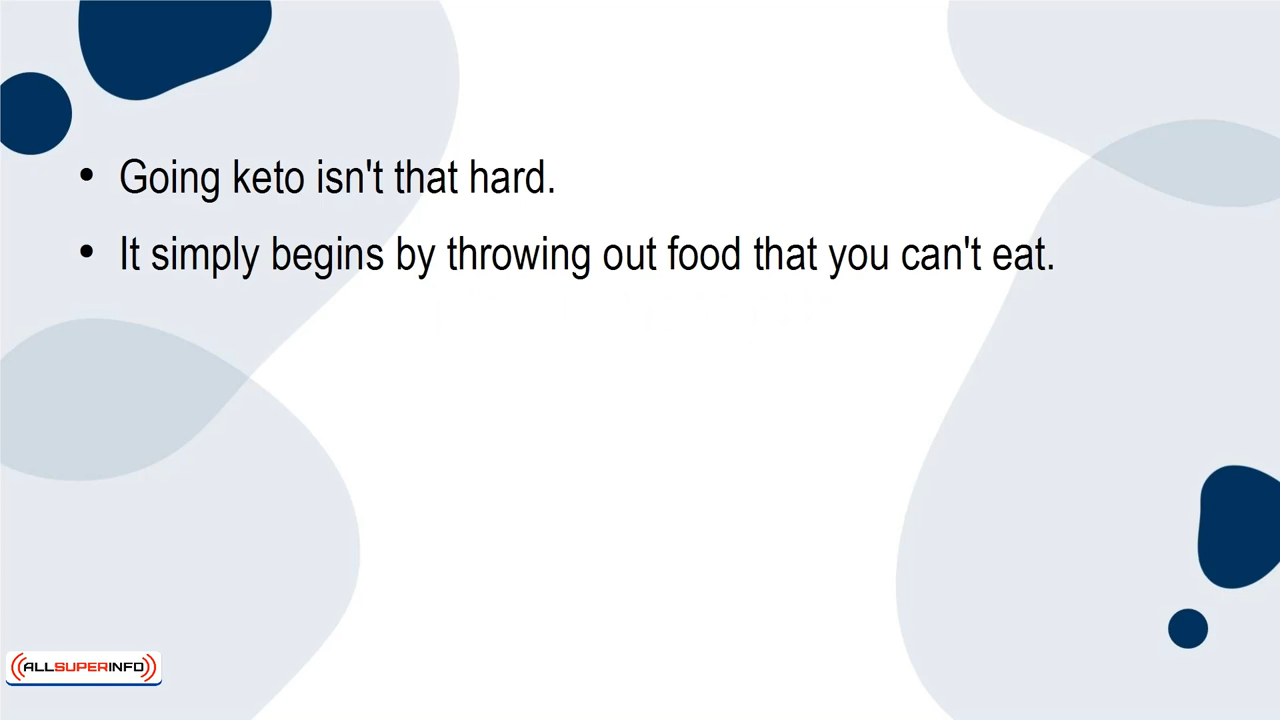 Going keto isn't that hard.
It simply begins by throwing out food that you can't eat.
ALLSUPERINFO